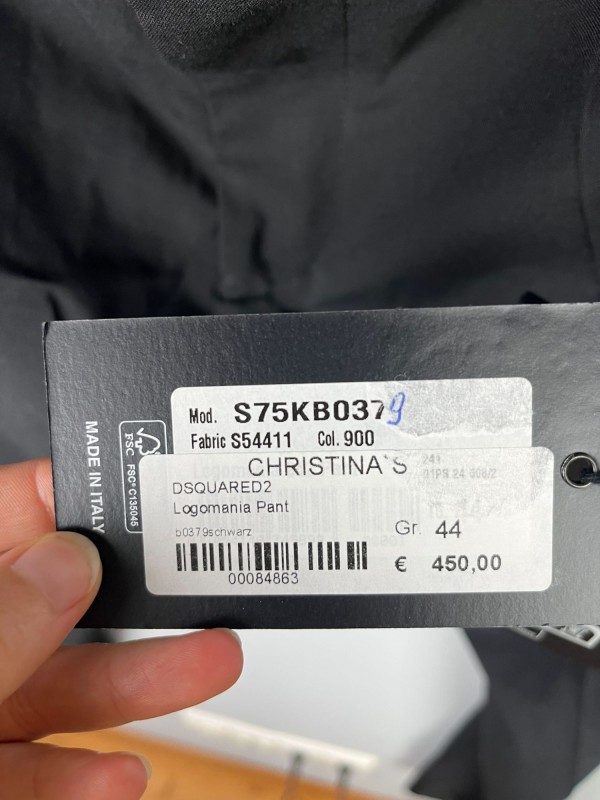 Mod. S75KB0379
Fabric S54411 Col. 900
CHRISTINA`S
241
DSQUARED2
Logomania Pant
b0379schwarz
Gr. 44
€ 450,00
00084863
MADE IN ITALY
FSC
FSC® C135045